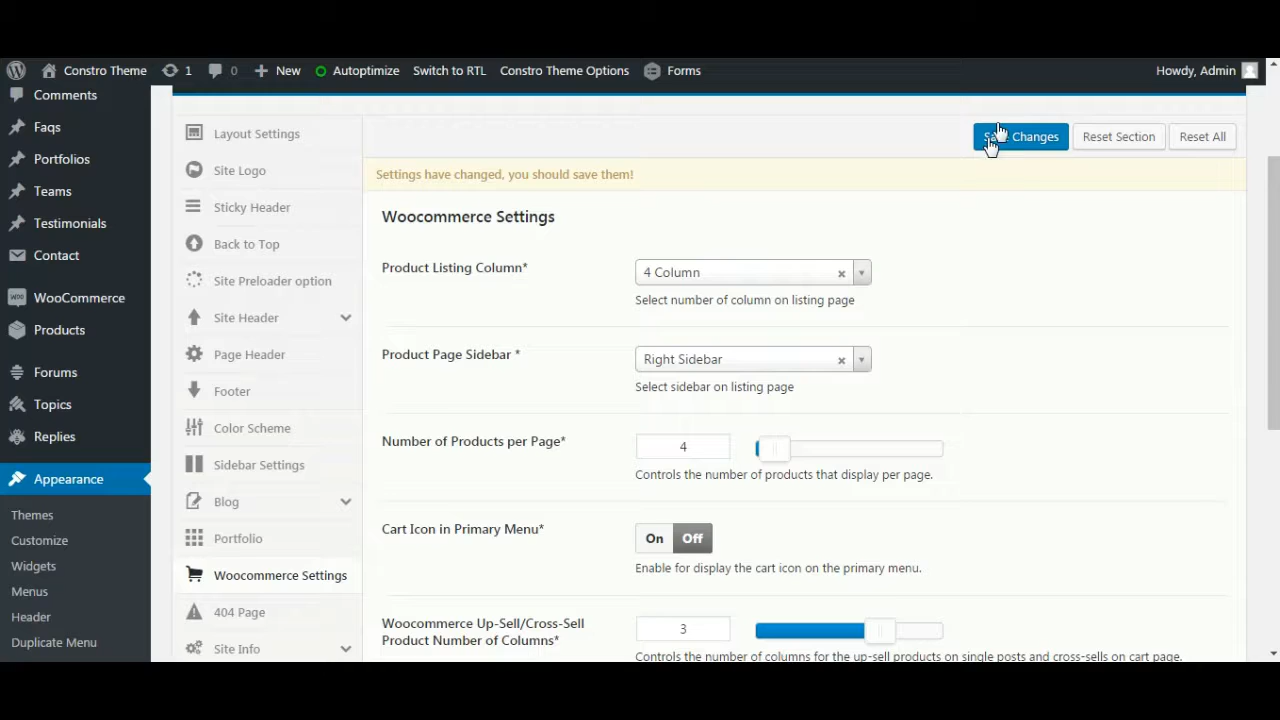 Constro Theme 1 0 New Autoptimize Switch to RTL Constro Theme Options Forms Howdy, Admin
Comments
Faqs
Portfolios
Teams
Testimonials
Contact
WOO WooCommerce
Products
Forums
Topics
Replies
Appearance
Themes
Customize
Widgets
Menus
Header
Duplicate Menu
Layout Settings
Site Logo
Sticky Header
Back to Top
Site Preloader option
Site Header
Page Header
Footer
Color Scheme
Sidebar Settings
Blog
Portfolio
Woocommerce Settings
404 Page
Site Info
Changes Reset Section Reset All
Settings have changed, you should save them!
Woocommerce Settings
Product Listing Column*
4 Column
Select number of column on listing page
Product Page Sidebar *
Right Sidebar
Select sidebar on listing page
Number of Products per Page*
4
Controls the number of products that display per page.
Cart Icon in Primary Menu*
On Off
Enable for display the cart icon on the primary menu.
Woocommerce Up-Sell/Cross-Sell
Product Number of Columns*
3
Controls the number of columns for the up-sell products on single posts and cross-sells on cart page.